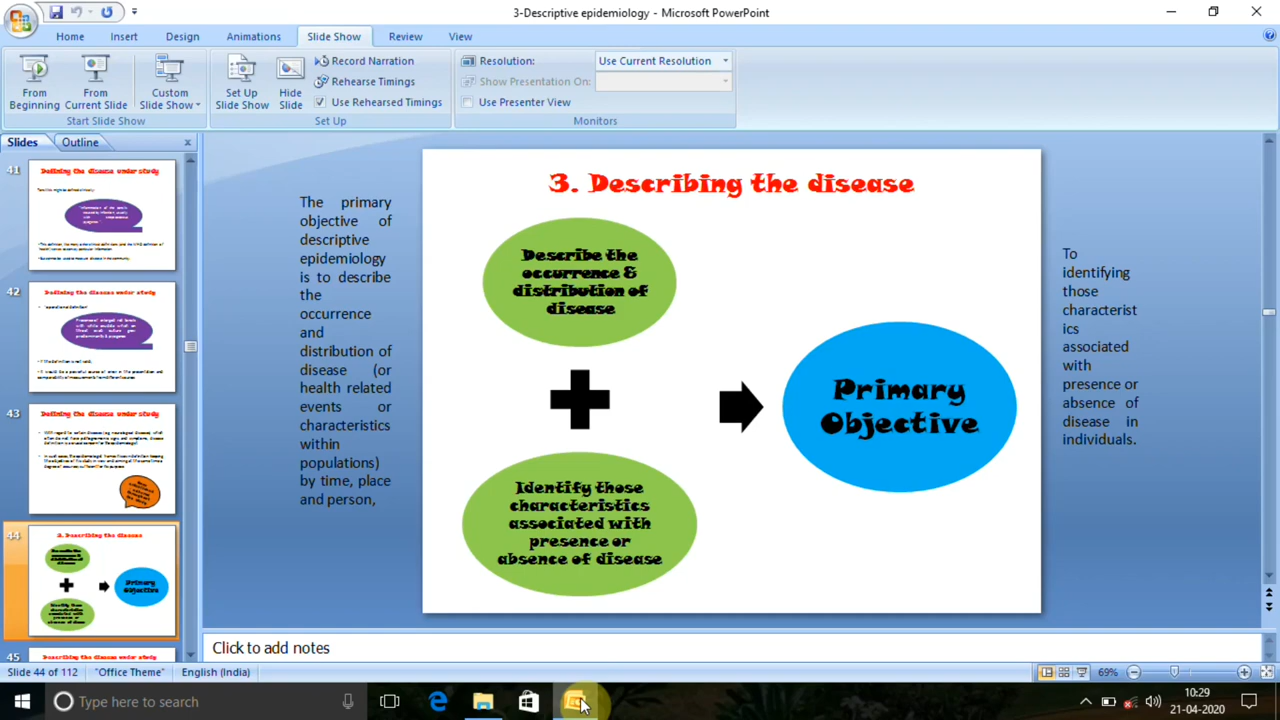 3-Descriptive epidemiology - Microsoft PowerPoint
Home
Insert
Design
Animations
Slide Show
Review
View
From Beginning
From Current Slide
Custom Slide Show
Start Slide Show
Set Up Slide Show
Hide Slide
Record Narration
Rehearse Timings
Use Rehearsed Timings
Set Up
Resolution:
Use Current Resolution
Show Presentation On:
Use Presenter View
Monitors
Slides
Outline
41
Defining the disease under study
42
Defining the disease under study
43
Defining the disease under study
44
3. Describing the disease
Primary
Objective
45
Describing the disease under study
The primary
objective of
descriptive
epidemiology
is to describe
the
occurrence
and
distribution of
disease (or
health related
events or
characteristics
within
populations)
by time, place
and person,
3. Describing the disease
Describe the
occurrence &
distribution of
disease
Identify those
characteristics
associated with
presence or
absence of disease
Primary
Objective
To
identifying
those
characterist
ics
associated
with
presence or
absence of
disease in
individuals.
Click to add notes
Slide 44 of 112
"Office Theme"
English (India)
69%
Type here to search
10:29
21-04-2020